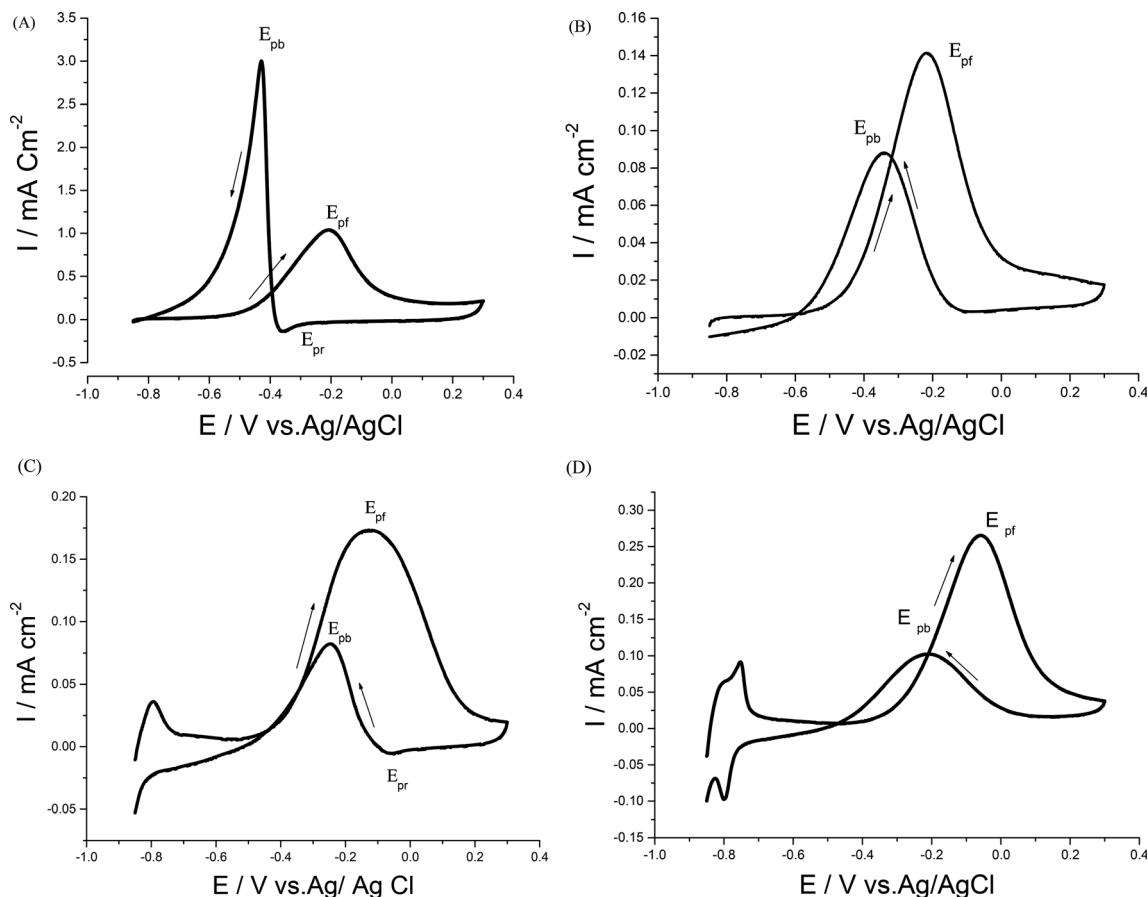 (A)
3.5
3.0
2.5
2.0
1.5
1.0
0.5
0.0
-0.5
I / mA Cm-2
Epb
Epf
Epr
-1.0 -0.8 -0.6 -0.4 -0.2 0.0 0.2 0.4
E / V vs.Ag/AgCl
(B)
0.16
0.14
0.12
0.10
0.08
0.06
0.04
0.02
0.00
-0.02
I / mA cm-2
Epf
Epb
-1.0 -0.8 -0.6 -0.4 -0.2 0.0 0.2 0.4
E / V vs.Ag/AgCl
(C)
0.20
0.15
0.10
0.05
0.00
-0.05
I / mA cm-2
Epf
Epb
Epr
-1.0 -0.8 -0.6 -0.4 -0.2 0.0 0.2 0.4
E / V vs.Ag/ Ag Cl
(D)
0.30
0.25
0.20
0.15
0.10
0.05
0.00
-0.05
-0.10
-0.15
I / mA cm-2
E pf
E pb
-1.0 -0.8 -0.6 -0.4 -0.2 0.0 0.2 0.4
E / V vs.Ag/AgCl